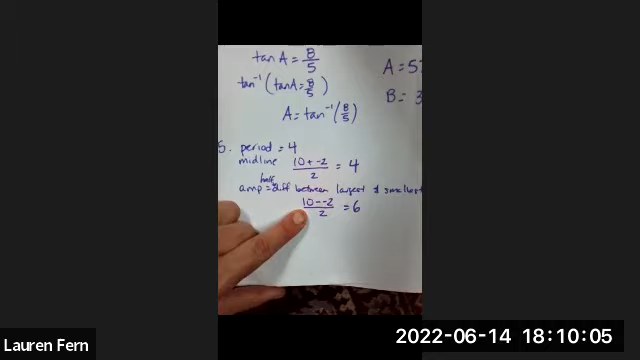 tan A = 8/5
tan⁻¹ (tan A = 8/5)
A = tan⁻¹ (8/5)
A = 5
B = 3
5. period = 4
midline (10 + -2)/2 = 4
half
amp = diff between largest & smallest
(10 - -2)/2 = 6
Lauren Fern
2022-06-14 18:10:05